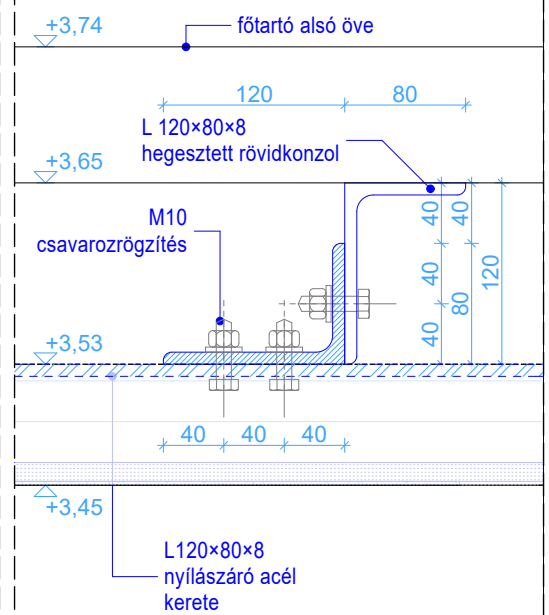 +3,74
főtartó alsó öve
120
80
L 120×80×8
hegesztett rövidkonzol
+3,65
M10
csavarozrögzítés
40
40
40
80
120
40
+3,53
40
40
40
+3,45
L120×80×8
nyílászáró acél
kerete